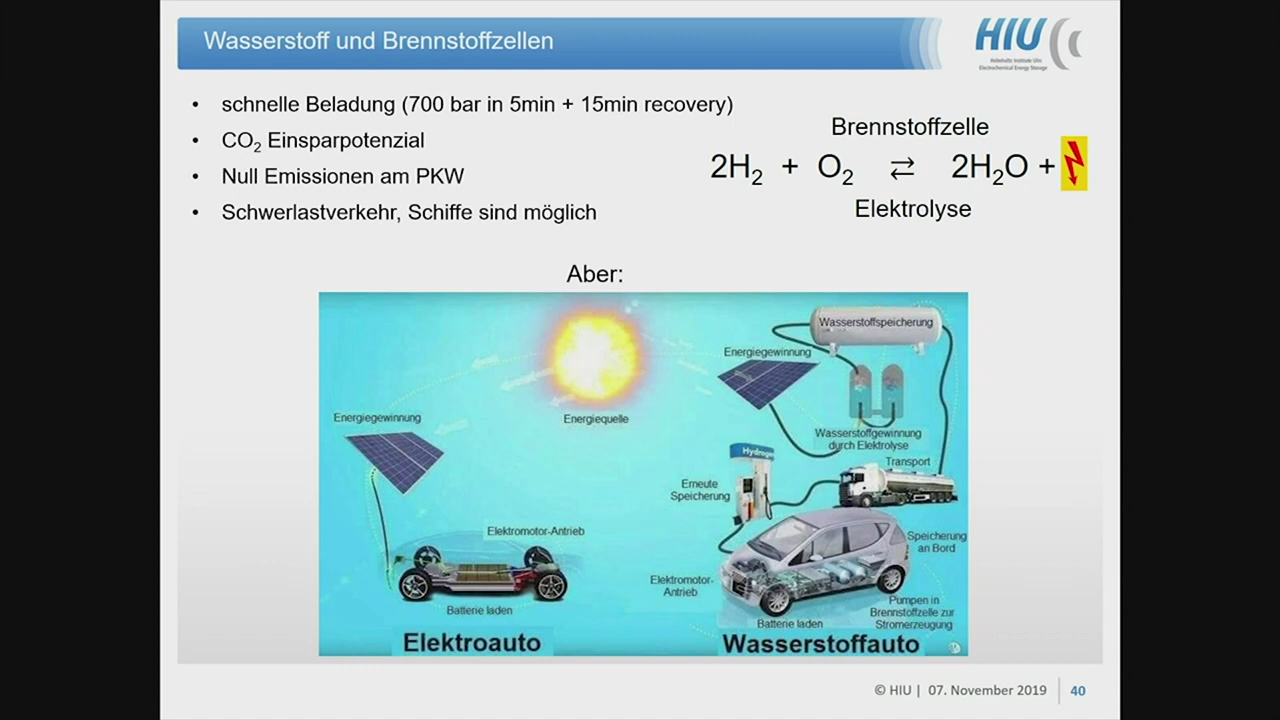 Wasserstoff und Brennstoffzellen
HIU
Helmholtz Institute Ulm
Electrochemical Energy Storage
• schnelle Beladung (700 bar in 5min + 15min recovery)
• CO₂ Einsparpotenzial
• Null Emissionen am PKW
• Schwerlastverkehr, Schiffe sind möglich
Brennstoffzelle
2H₂ + O₂ ⇄ 2H₂O +
Elektrolyse
Aber:
Energiegewinnung
Elektromotor-Antrieb
Batterie laden
Elektroauto
Energiequelle
Wasserstoffspeicherung
Energiegewinnung
Wasserstoffgewinnung
durch Elektrolyse
Transport
Hydrogen
Erneute
Speicherung
Speicherung
an Bord
Elektromotor-
Antrieb
Pumpen in
Brennstoffzelle zur
Stromerzeugung
Batterie laden
Wasserstoffauto
© HIU | 07. November 2019 40